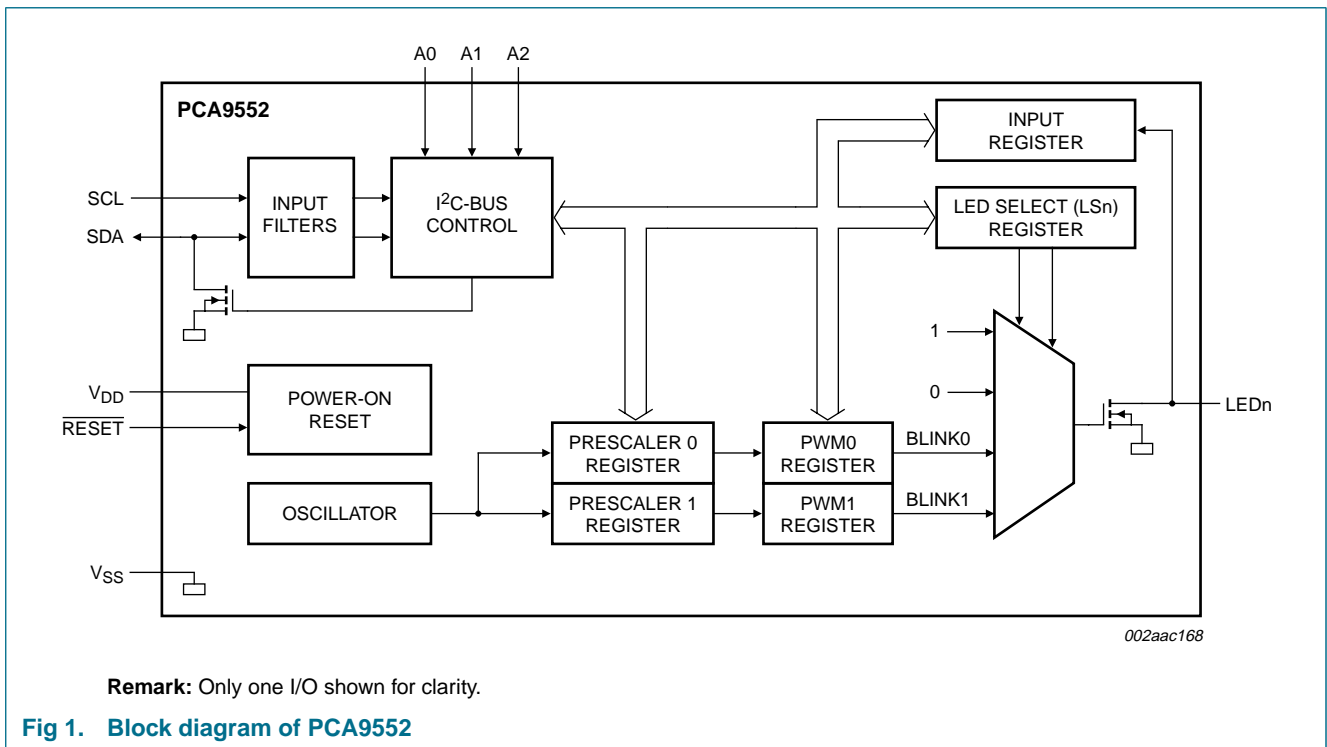 A0 A1 A2
PCA9552
INPUT
REGISTER
SCL
SDA
INPUT
FILTERS
I²C-BUS
CONTROL
LED SELECT (LSn)
REGISTER
1
0
VDD
RESET
POWER-ON
RESET
LEDn
PRESCALER 0
REGISTER
PWM0
REGISTER
BLINK0
OSCILLATOR
PRESCALER 1
REGISTER
PWM1
REGISTER
BLINK1
VSS
002aac168
Remark: Only one I/O shown for clarity.
Fig 1. Block diagram of PCA9552